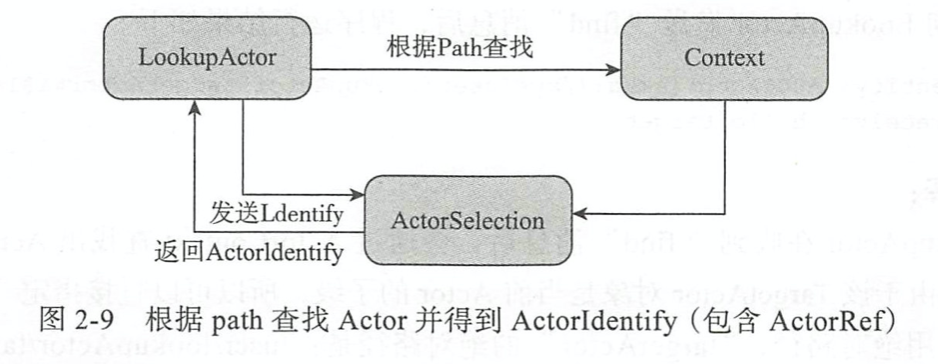 LookupActor
根据Path查找
Context
发送Ldentify
ActorSelection
返回ActorIdentify
图 2-9 根据 path 查找 Actor 并得到 ActorIdentify（包含 ActorRef）